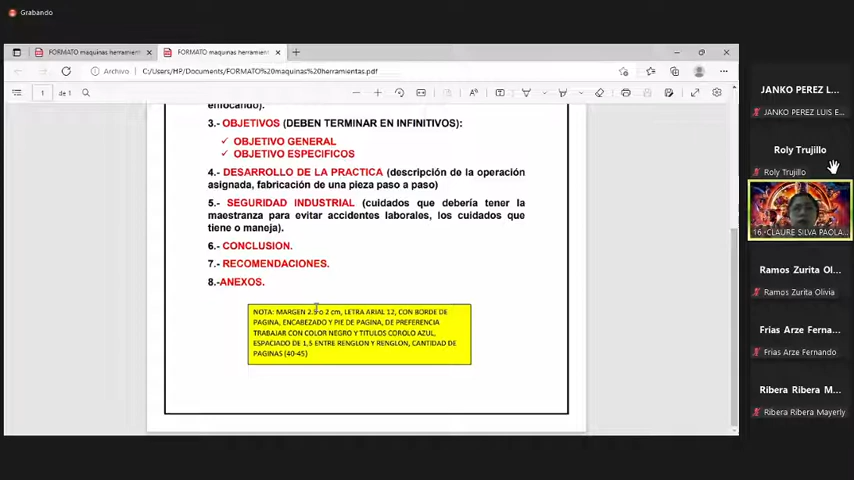 Grabando
FORMATO maquinas herramien
FORMATO maquinas herramient
Archivo C:/Users/HP/Documents/FORMATO%20maquinas%20herramientas.pdf
1 de 1
enfocando).
3.- OBJETIVOS (DEBEN TERMINAR EN INFINITIVOS):
✓ OBJETIVO GENERAL
✓ OBJETIVO ESPECIFICOS
4.- DESARROLLO DE LA PRACTICA (descripción de la operación
asignada, fabricación de una pieza paso a paso)
5.- SEGURIDAD INDUSTRIAL (cuidados que debería tener la
maestranza para evitar accidentes laborales, los cuidados que
tiene o maneja).
6.- CONCLUSION.
7.- RECOMENDACIONES.
8.-ANEXOS.
NOTA: MARGEN 2.5 o 2 cm, LETRA ARIAL 12, CON BORDE DE
PAGINA, ENCABEZADO Y PIE DE PAGINA, DE PREFERENCIA
TRABAJAR CON COLOR NEGRO Y TITULOS COROLO AZUL,
ESPACIADO DE 1,5 ENTRE RENGLON Y RENGLON, CANTIDAD DE
PAGINAS (40-45)
JANKO PEREZ L...
JANKO PEREZ LUIS E...
Roly Trujillo
Roly Trujillo
16.-CLAURE SILVA PAOLA...
Ramos Zurita Ol...
Ramos Zurita Olivia
Frias Arze Ferna...
Frias Arze Fernando
Ribera Ribera M...
Ribera Ribera Mayerly